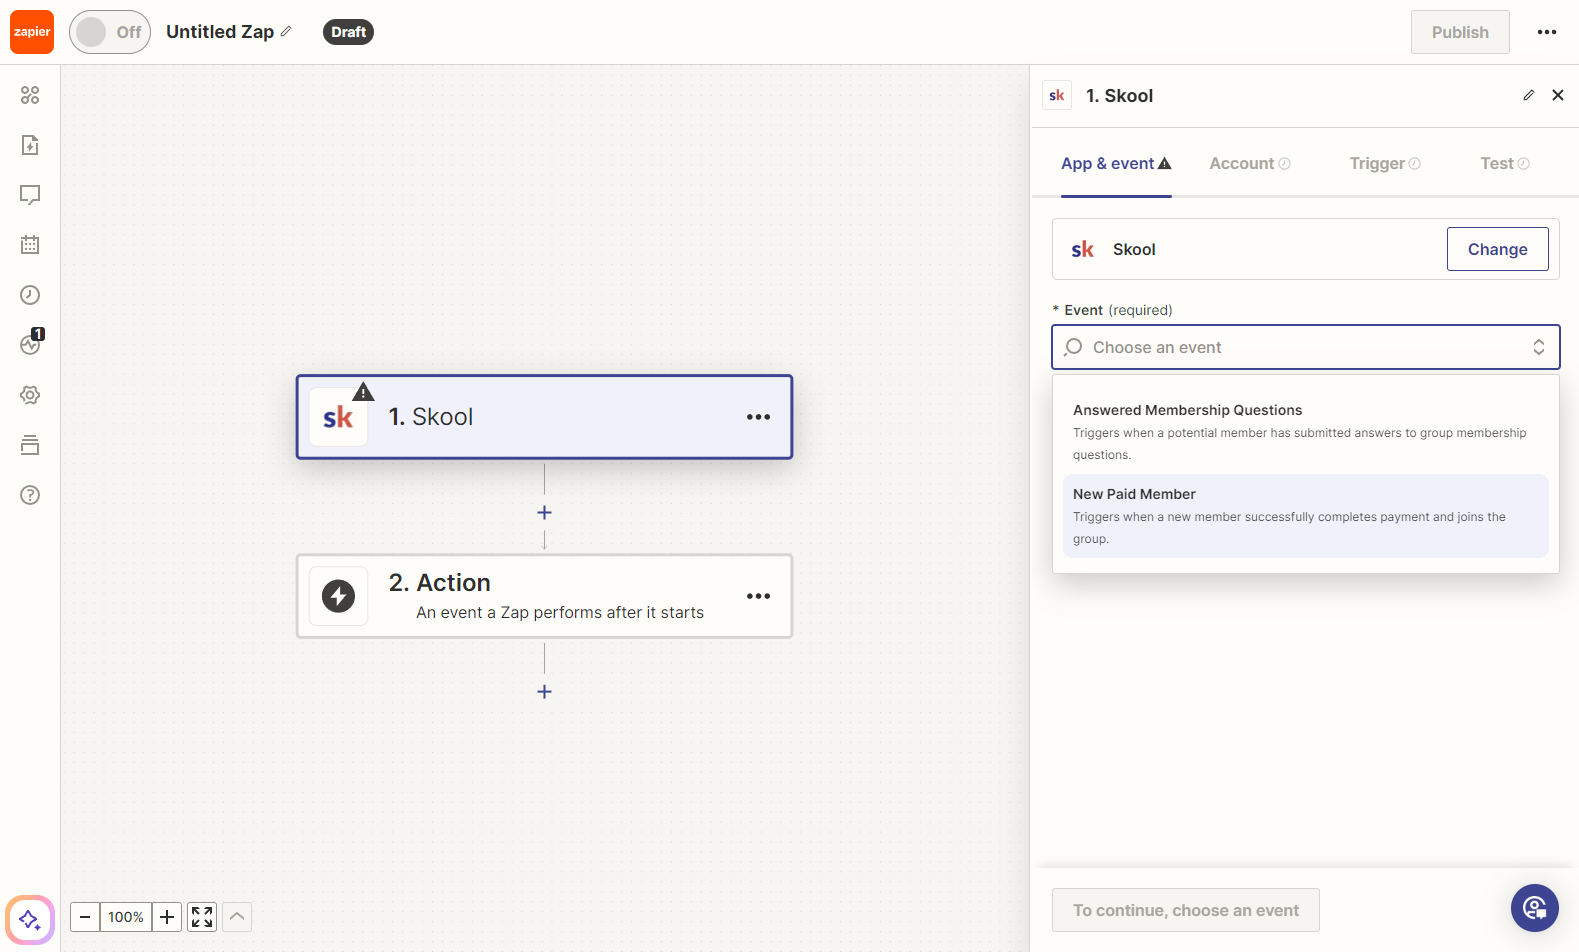 zapier
Off
Untitled Zap
Draft
Publish
1
sk
1. Skool
App & event
Account
Trigger
Test
sk
Skool
Change
* Event (required)
Choose an event
Answered Membership Questions
Triggers when a potential member has submitted answers to group membership
questions.
New Paid Member
Triggers when a new member successfully completes payment and joins the
group.
sk
1. Skool
2. Action
An event a Zap performs after it starts
100%
To continue, choose an event